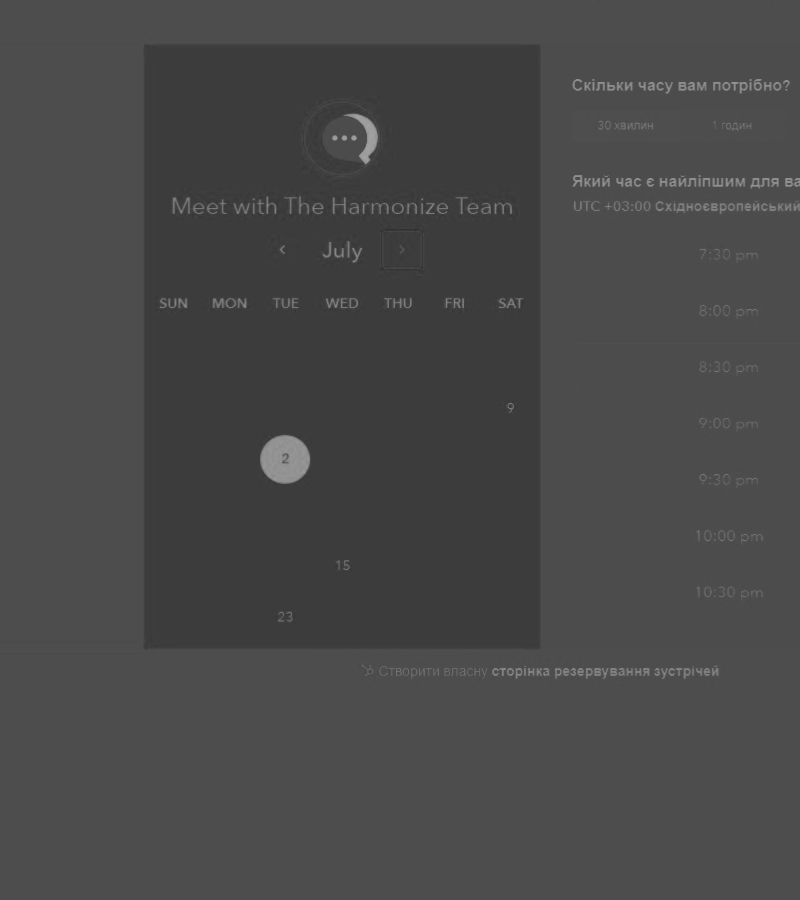 Meet with The Harmonize Team
July
SUN MON TUE WED THU FRI SAT
9
2
15
23
Скільки часу вам потрібно?
30 хвилин 1 годин
Який час є найліпшим для ва
UTC +03:00 Східноєвропейський
7:30 pm
8:00 pm
8:30 pm
9:00 pm
9:30 pm
10:00 pm
10:30 pm
Створити власну сторінка резервування зустрічей